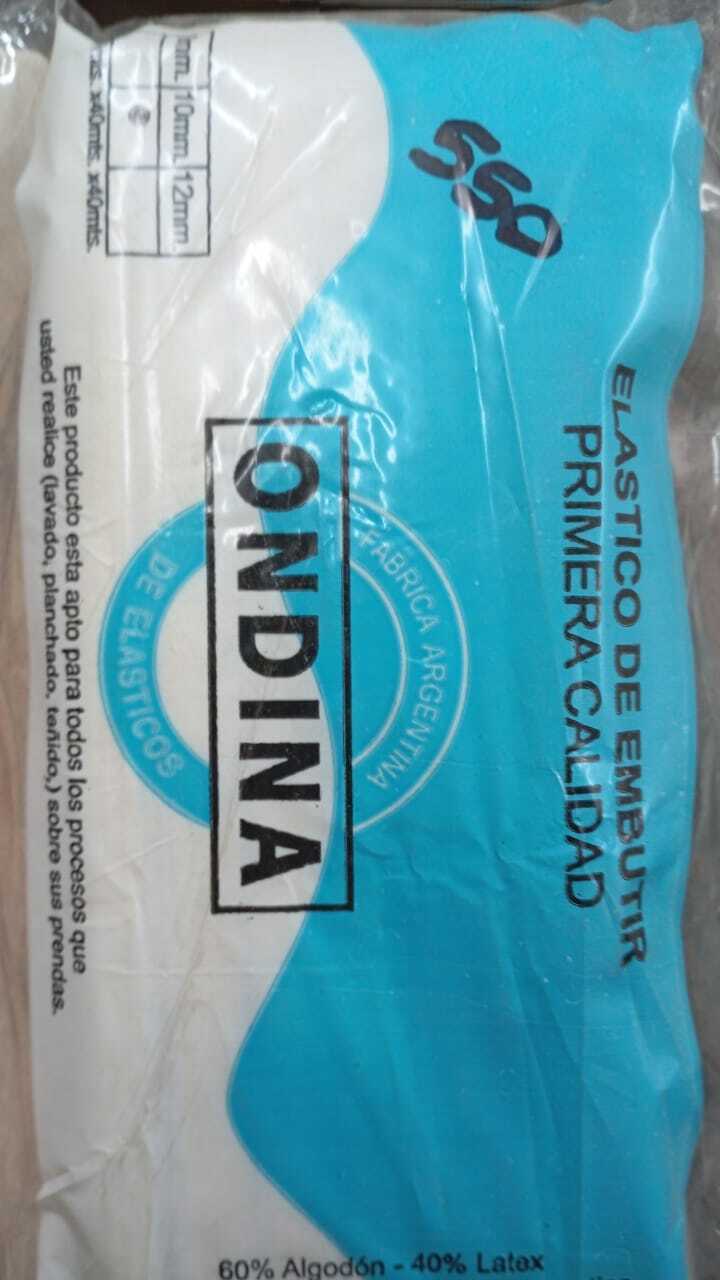 550
ELASTICO DE EMBUTIR
PRIMERA CALIDAD
FABRICA ARGENTINA
ONDINA
DE ELASTICOS
mm. 10mm. 12mm.
x40mts. x40mts.
Este producto esta apto para todos los procesos que
usted realice (lavado, planchado, teñido,) sobre sus prendas.
60% Algodón - 40% Latex